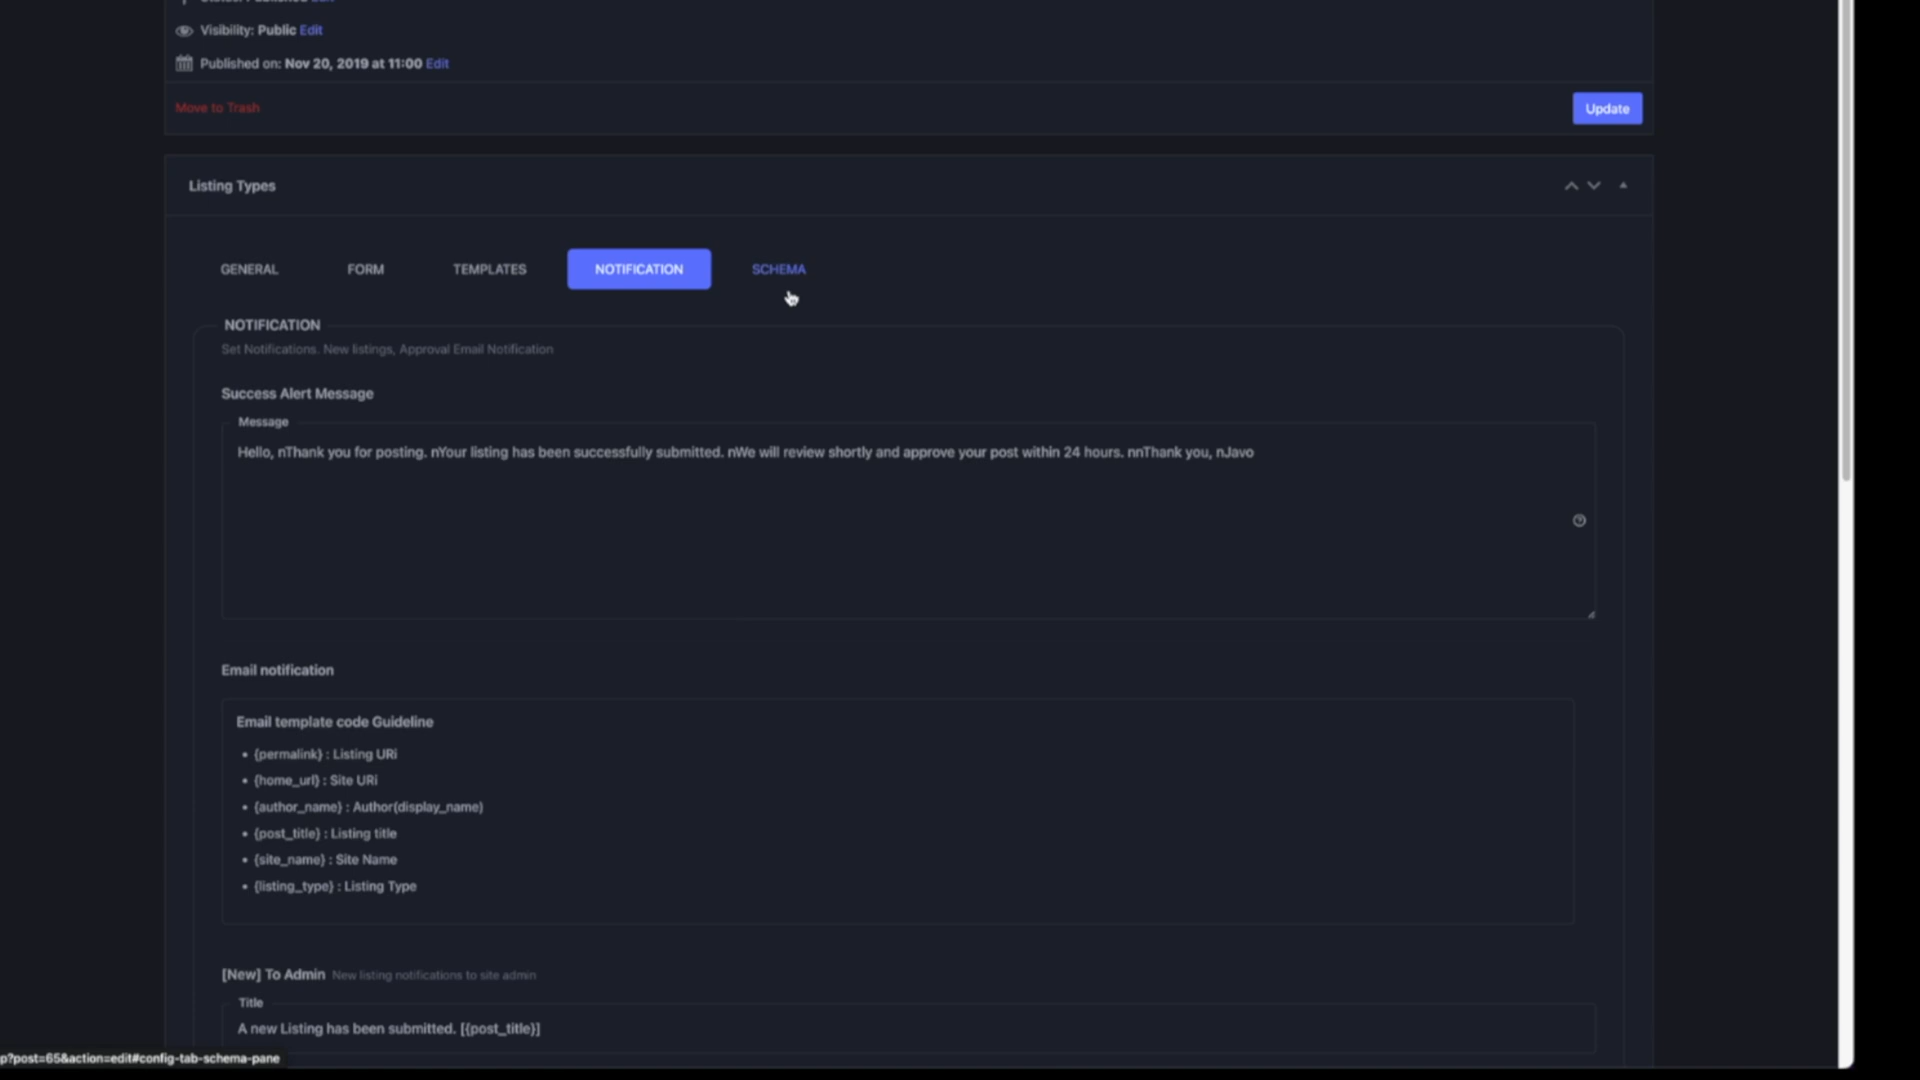 Status: Published Edit
Visibility: Public Edit
Published on: Nov 20, 2019 at 11:00 Edit
Move to Trash
Update
Listing Types
GENERAL
FORM
TEMPLATES
NOTIFICATION
SCHEMA
NOTIFICATION
Set Notifications. New listings, Approval Email Notification
Success Alert Message
Message
Hello, nThank you for posting. nYour listing has been successfully submitted. nWe will review shortly and approve your post within 24 hours. nnThank you, nJavo
Email notification
Email template code Guideline
• {permalink} : Listing URi
• {home_url} : Site URi
• {author_name} : Author(display_name)
• {post_title} : Listing title
• {site_name} : Site Name
• {listing_type} : Listing Type
[New] To Admin New listing notifications to site admin
Title
A new Listing has been submitted. [{post_title}]
p?post=65&action=edit#config-tab-schema-pane